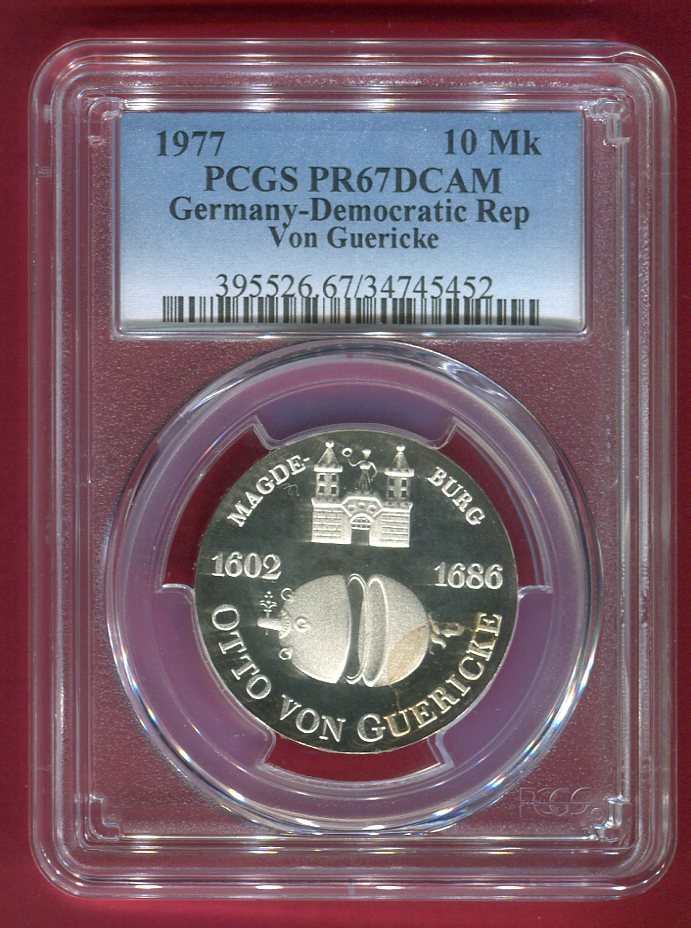 1977 10 Mk
PCGS PR67DCAM
Germany-Democratic Rep
Von Guericke
395526.67/34745452
MAGDE-
BURG
1602 1686
G
G
G
OTTO VON GUERICKE
PCGS